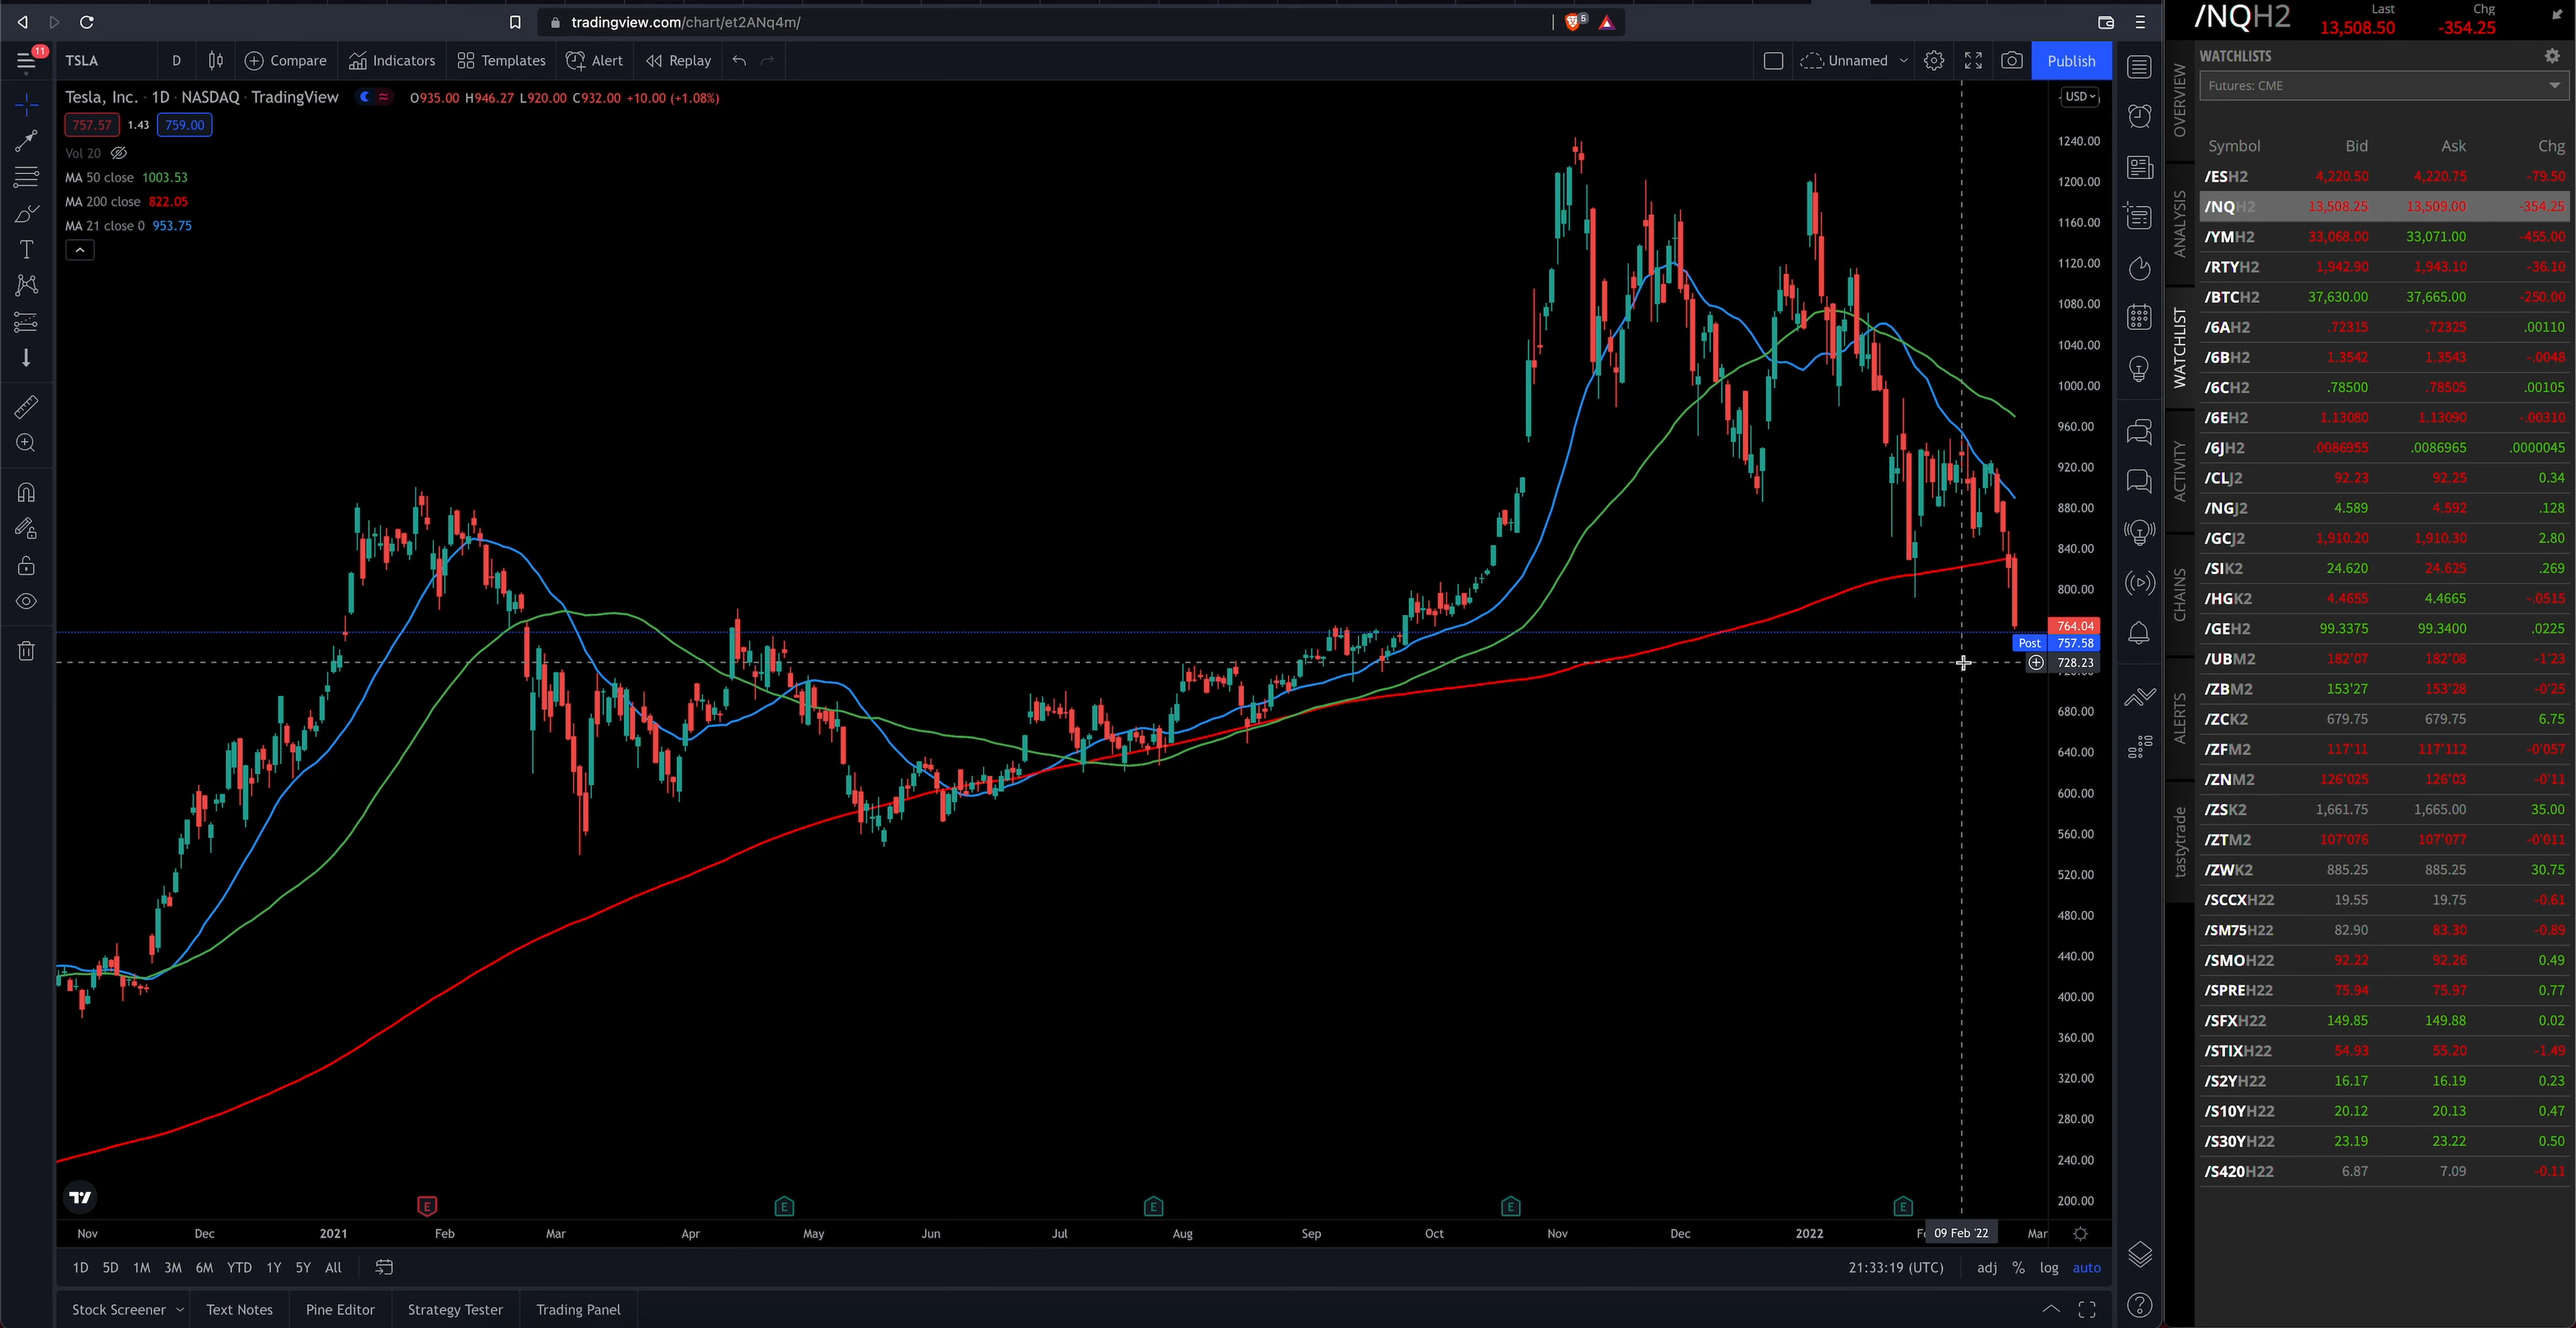 tradingview.com/chart/et2ANq4m/
5
11
TSLA D Compare Indicators Templates Alert Replay Unnamed Publish
Tesla, Inc. · 1D · NASDAQ · TradingView O935.00 H946.27 L920.00 C932.00 +10.00 (+1.08%)
757.57 1.43 759.00
Vol 20
MA 50 close 1003.53
MA 200 close 822.05
MA 21 close 0 953.75
USD
1240.00
1200.00
1160.00
1120.00
1080.00
1040.00
1000.00
960.00
920.00
880.00
840.00
800.00
764.04
Post 757.58
728.23
680.00
640.00
600.00
560.00
520.00
480.00
440.00
400.00
360.00
320.00
280.00
240.00
200.00
E E E E E
Nov Dec 2021 Feb Mar Apr May Jun Jul Aug Sep Oct Nov Dec 2022 09 Feb '22 Mar
1D 5D 1M 3M 6M YTD 1Y 5Y All 21:33:19 (UTC) adj % log auto
Stock Screener Text Notes Pine Editor Strategy Tester Trading Panel
/NQH2 Last 13,508.50 Chg -354.25
OVERVIEW
ANALYSIS
WATCHLIST
ACTIVITY
CHAINS
ALERTS
tastytrade
WATCHLISTS
Futures: CME
Symbol Bid Ask Chg
/ESH2 4,220.50 4,220.75 -79.50
/NQH2 13,508.25 13,509.00 -354.25
/YMH2 33,068.00 33,071.00 -455.00
/RTYH2 1,942.90 1,943.10 -36.10
/BTCH2 37,630.00 37,665.00 -250.00
/6AH2 .72315 .72325 .00110
/6BH2 1.3542 1.3543 -.0048
/6CH2 .78500 .78505 .00105
/6EH2 1.13080 1.13090 -.00310
/6JH2 .0086955 .0086965 .0000045
/CLJ2 92.23 92.25 0.34
/NGJ2 4.589 4.592 .128
/GCJ2 1,910.20 1,910.30 2.80
/SIK2 24.620 24.625 .269
/HGK2 4.4655 4.4665 -.0515
/GEH2 99.3375 99.3400 .0225
/UBM2 182'07 182'08 -1'23
/ZBM2 153'27 153'28 -0'25
/ZCK2 679.75 679.75 6.75
/ZFM2 117'11 117'112 -0'057
/ZNM2 126'025 126'03 -0'11
/ZSK2 1,661.75 1,665.00 35.00
/ZTM2 107'076 107'077 -0'011
/ZWK2 885.25 885.25 30.75
/SCCXH22 19.55 19.75 -0.61
/SM75H22 82.90 83.30 -0.89
/SMOH22 92.22 92.26 0.49
/SPREH22 75.94 75.97 0.77
/SFXH22 149.85 149.88 0.02
/STIXH22 54.93 55.20 -1.49
/S2YH22 16.17 16.19 0.23
/S10YH22 20.12 20.13 0.47
/S30YH22 23.19 23.22 0.50
/S420H22 6.87 7.09 -0.11